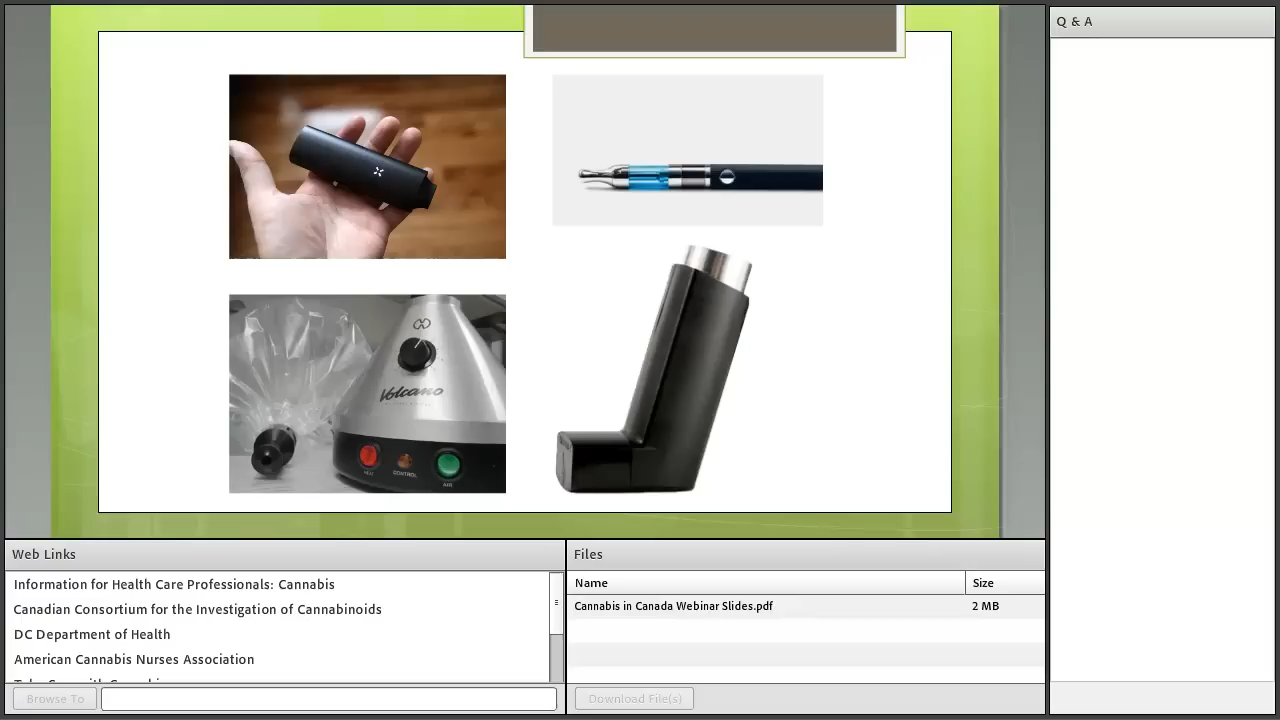 Q & A
Volcano
HEAT
CONTROL
AIR
Web Links
Information for Health Care Professionals: Cannabis
Canadian Consortium for the Investigation of Cannabinoids
DC Department of Health
American Cannabis Nurses Association
Browse To
Files
Name Size
Cannabis in Canada Webinar Slides.pdf 2 MB
Download File(s)